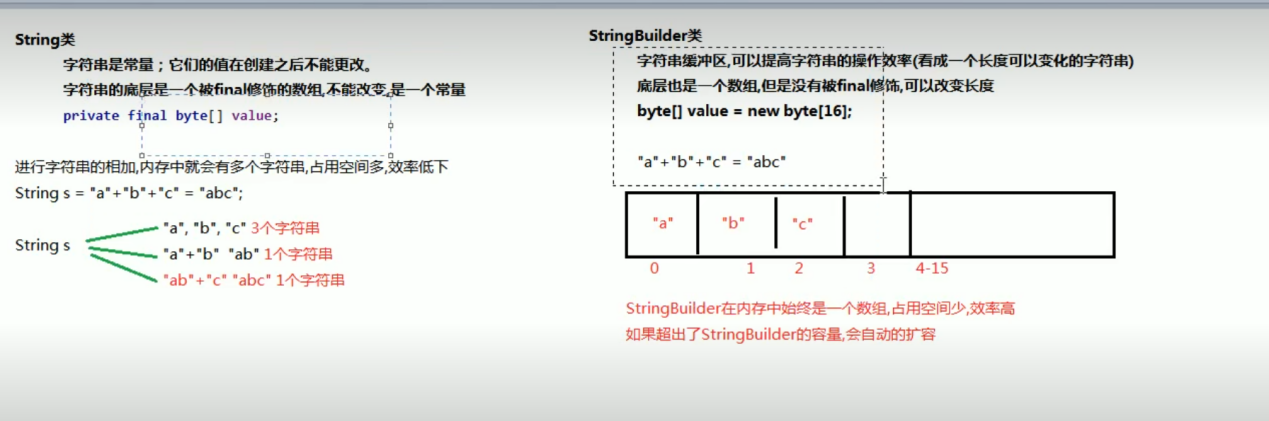 String类
字符串是常量；它们的值在创建之后不能更改。
字符串的底层是一个被final修饰的数组,不能改变,是一个常量
private final byte[] value;
进行字符串的相加,内存中就会有多个字符串,占用空间多,效率低下
String s = "a"+"b"+"c" = "abc";
String s
"a", "b", "c" 3个字符串
"a"+"b" "ab" 1个字符串
"ab"+"c" "abc" 1个字符串
StringBuilder类
字符串缓冲区,可以提高字符串的操作效率(看成一个长度可以变化的字符串)
底层也是一个数组,但是没有被final修饰,可以改变长度
byte[] value = new byte[16];
"a"+"b"+"c" = "abc"
"a" "b" "c"
0 1 2 3 4-15
StringBuilder在内存中始终是一个数组,占用空间少,效率高
如果超出了StringBuilder的容量,会自动的扩容